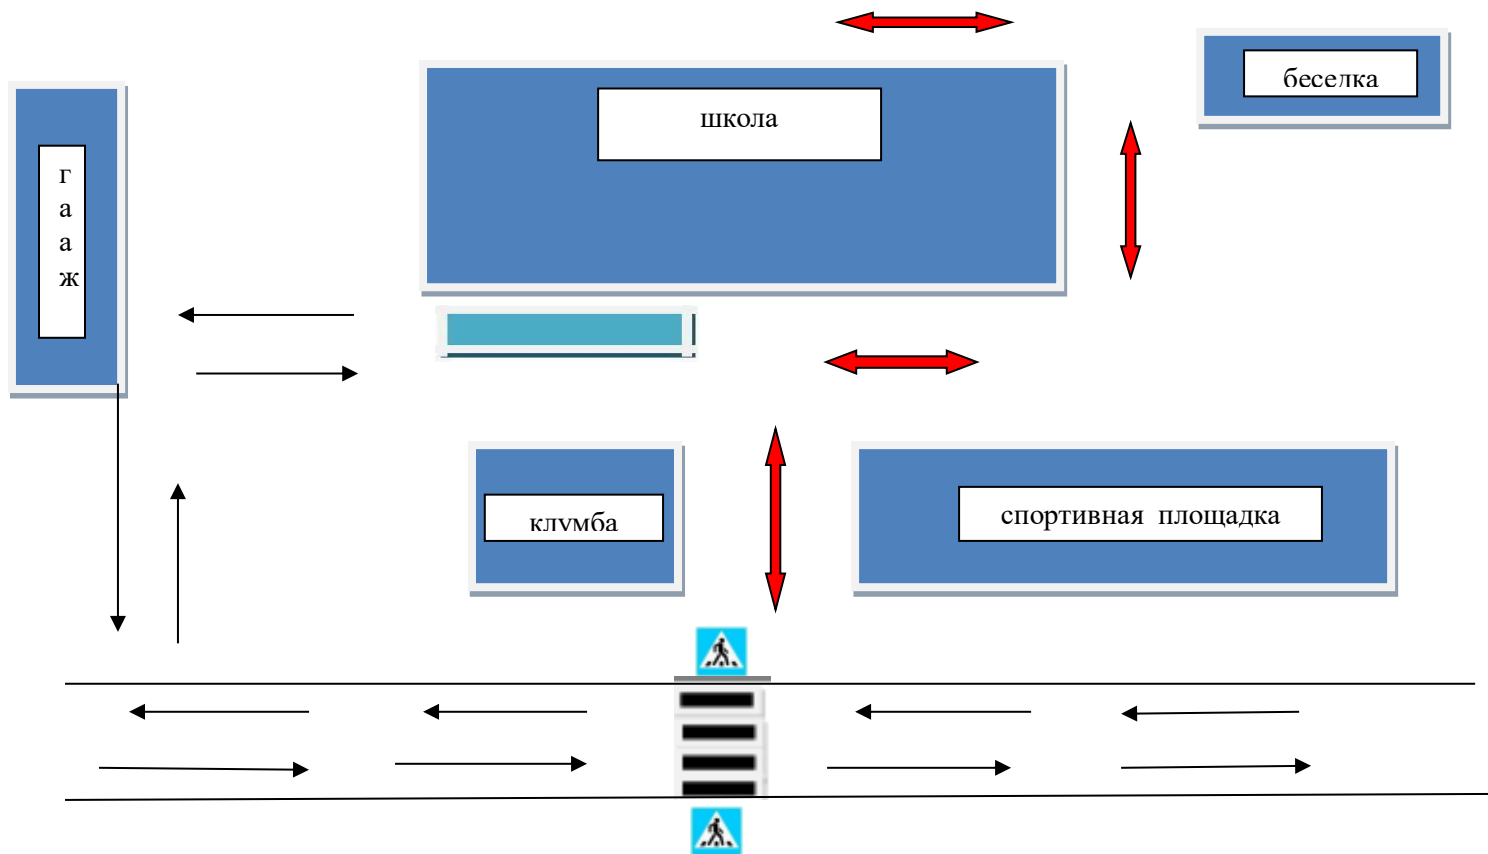 беседка
школа
г
а
а
ж
клумба
спортивная площадка